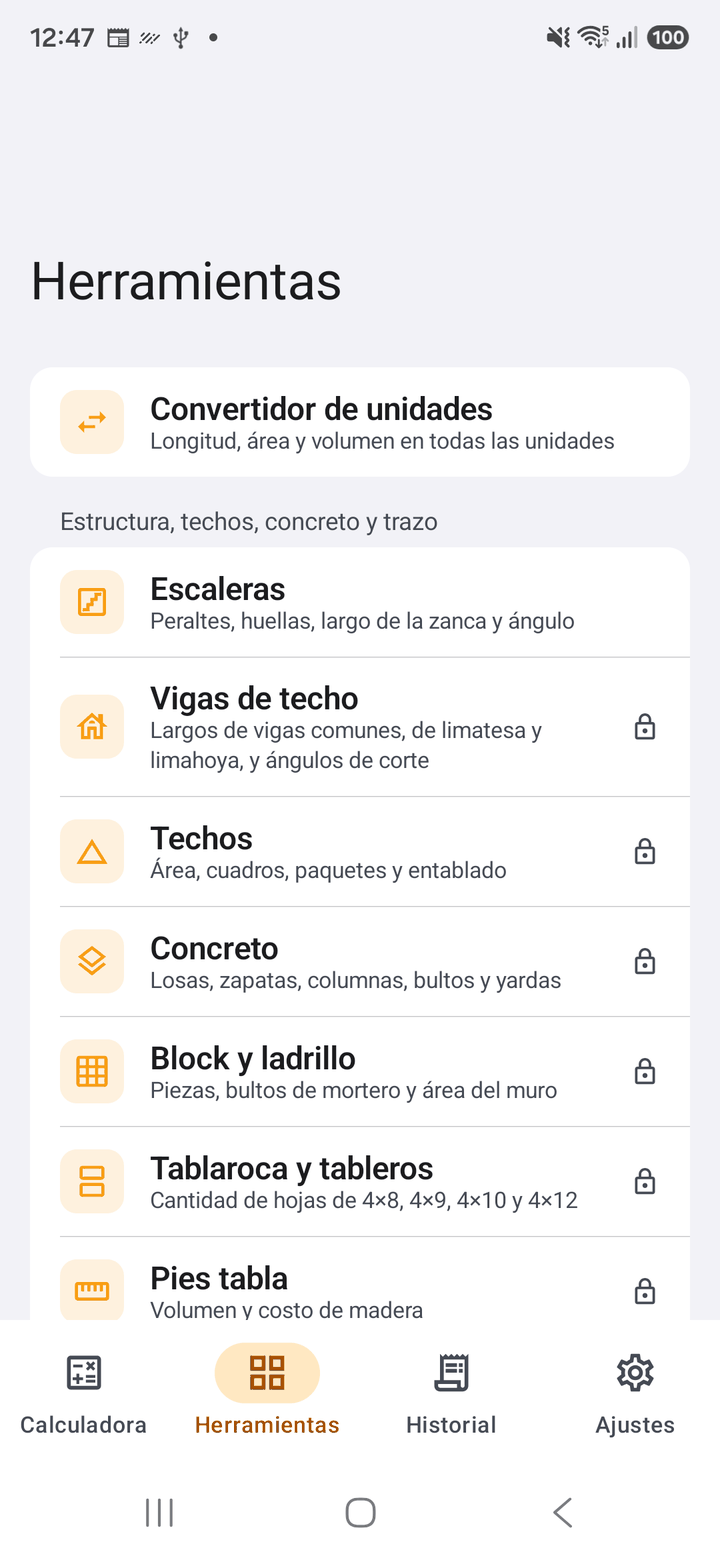 12:47
5
100
Herramientas
Convertidor de unidades
Longitud, área y volumen en todas las unidades
Estructura, techos, concreto y trazo
Escaleras
Peraltes, huellas, largo de la zanca y ángulo
Vigas de techo
Largos de vigas comunes, de limatesa y
limahoya, y ángulos de corte
Techos
Área, cuadros, paquetes y entablado
Concreto
Losas, zapatas, columnas, bultos y yardas
Block y ladrillo
Piezas, bultos de mortero y área del muro
Tablaroca y tableros
Cantidad de hojas de 4×8, 4×9, 4×10 y 4×12
Pies tabla
Volumen y costo de madera
Calculadora
Herramientas
Historial
Ajustes